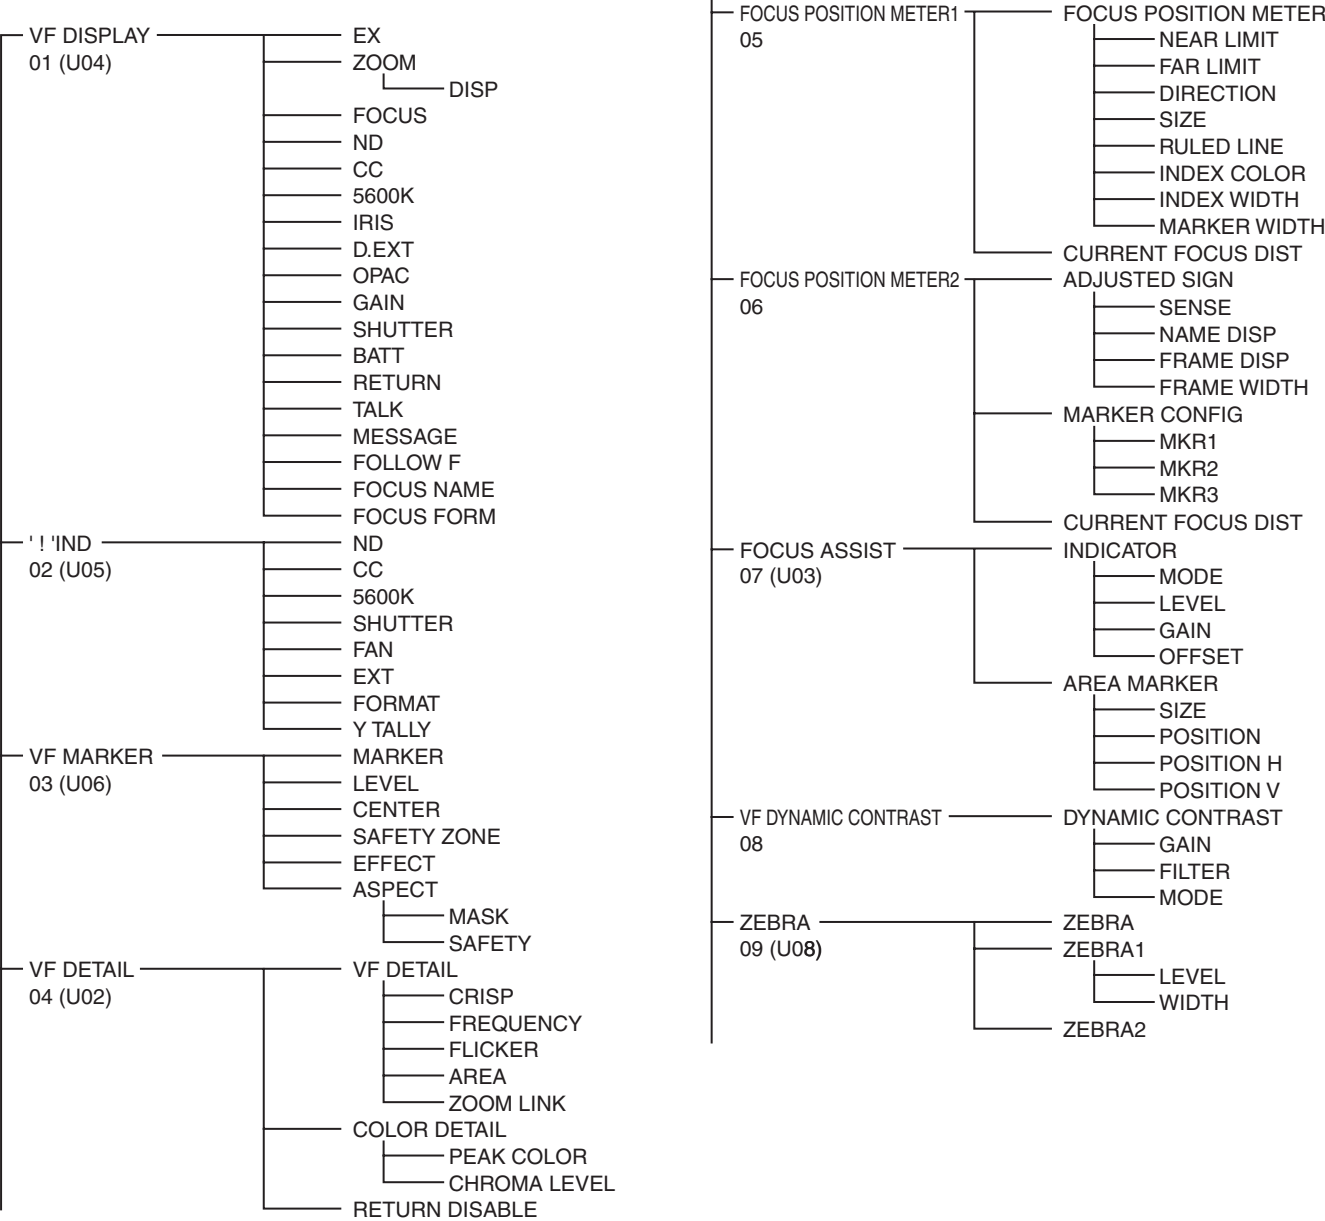 VF DISPLAY
01 (U04)
EX
ZOOM
DISP
FOCUS
ND
CC
5600K
IRIS
D.EXT
OPAC
GAIN
SHUTTER
BATT
RETURN
TALK
MESSAGE
FOLLOW F
FOCUS NAME
FOCUS FORM
' ! 'IND
02 (U05)
ND
CC
5600K
SHUTTER
FAN
EXT
FORMAT
Y TALLY
VF MARKER
03 (U06)
MARKER
LEVEL
CENTER
SAFETY ZONE
EFFECT
ASPECT
MASK
SAFETY
VF DETAIL
04 (U02)
VF DETAIL
CRISP
FREQUENCY
FLICKER
AREA
ZOOM LINK
COLOR DETAIL
PEAK COLOR
CHROMA LEVEL
RETURN DISABLE
FOCUS POSITION METER1
05
FOCUS POSITION METER
NEAR LIMIT
FAR LIMIT
DIRECTION
SIZE
RULED LINE
INDEX COLOR
INDEX WIDTH
MARKER WIDTH
CURRENT FOCUS DIST
FOCUS POSITION METER2
06
ADJUSTED SIGN
SENSE
NAME DISP
FRAME DISP
FRAME WIDTH
MARKER CONFIG
MKR1
MKR2
MKR3
CURRENT FOCUS DIST
FOCUS ASSIST
07 (U03)
INDICATOR
MODE
LEVEL
GAIN
OFFSET
AREA MARKER
SIZE
POSITION
POSITION H
POSITION V
VF DYNAMIC CONTRAST
08
DYNAMIC CONTRAST
GAIN
FILTER
MODE
ZEBRA
09 (U08)
ZEBRA
ZEBRA1
LEVEL
WIDTH
ZEBRA2